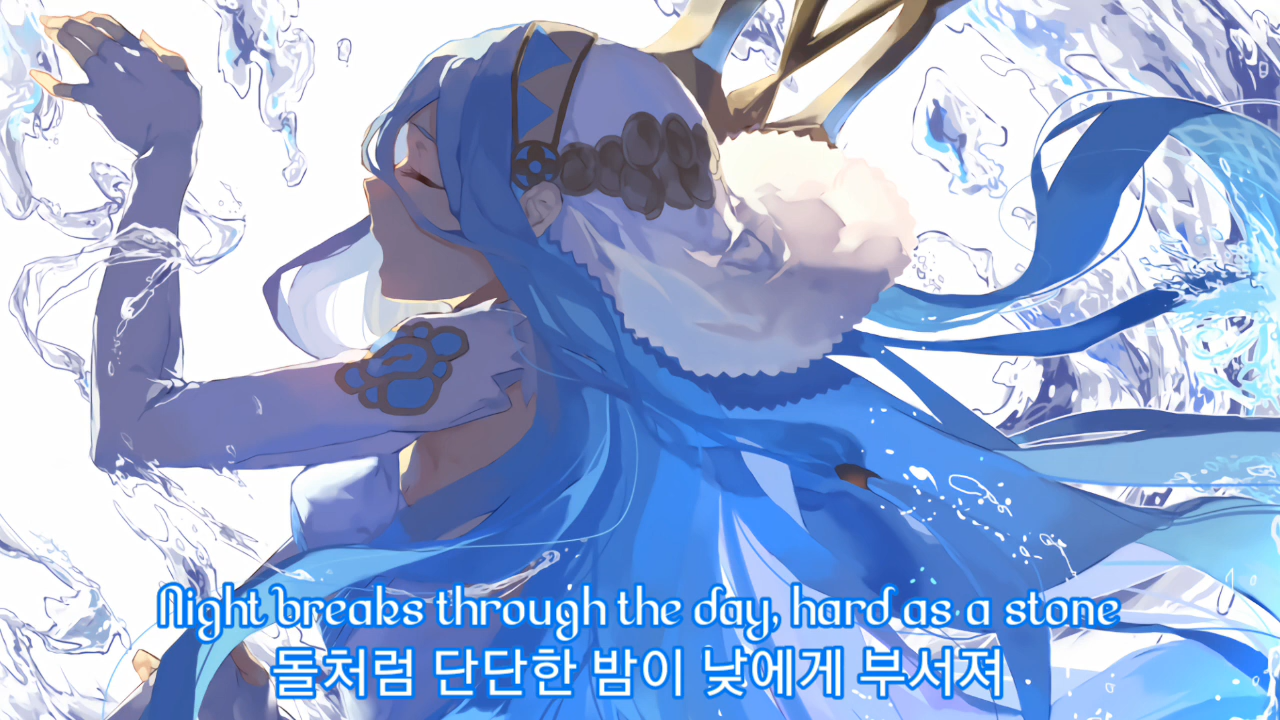 Night breaks through the day, hard as a stone
돌처럼 단단한 밤이 낮에게 부서져